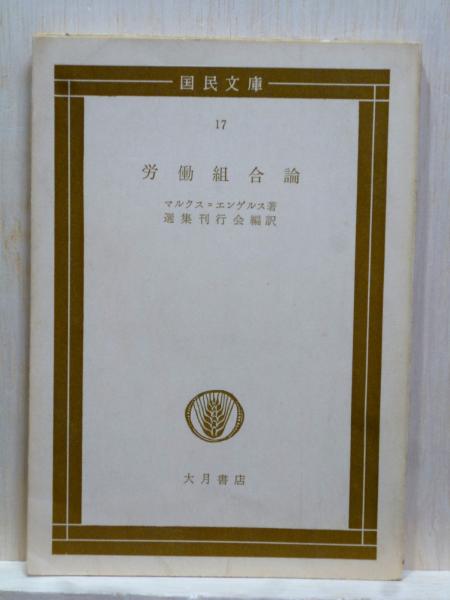 国民文庫
17
労働組合論
マルクス＝エンゲルス著
選集刊行会編訳
大月書店